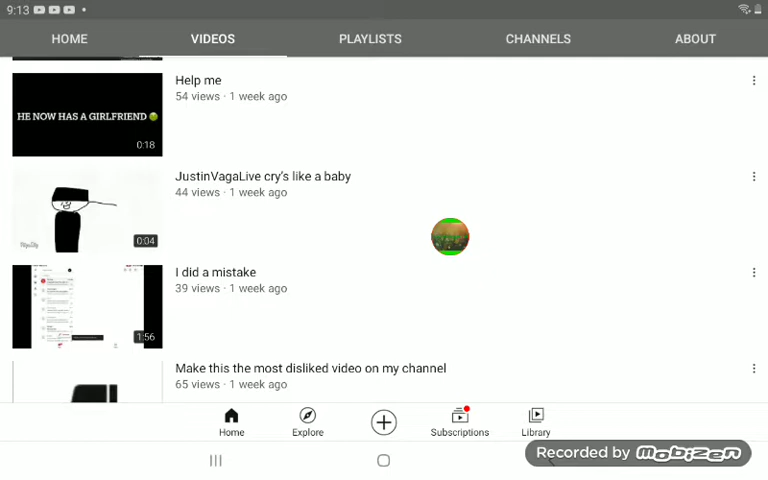 9:13
HOME VIDEOS PLAYLISTS CHANNELS ABOUT
HE NOW HAS A GIRLFRIEND
0:18
Help me
54 views · 1 week ago
0:04
JustinVagaLive cry's like a baby
44 views · 1 week ago
1:56
I did a mistake
39 views · 1 week ago
Make this the most disliked video on my channel
65 views · 1 week ago
Home Explore Subscriptions Library
Recorded by Mobizen